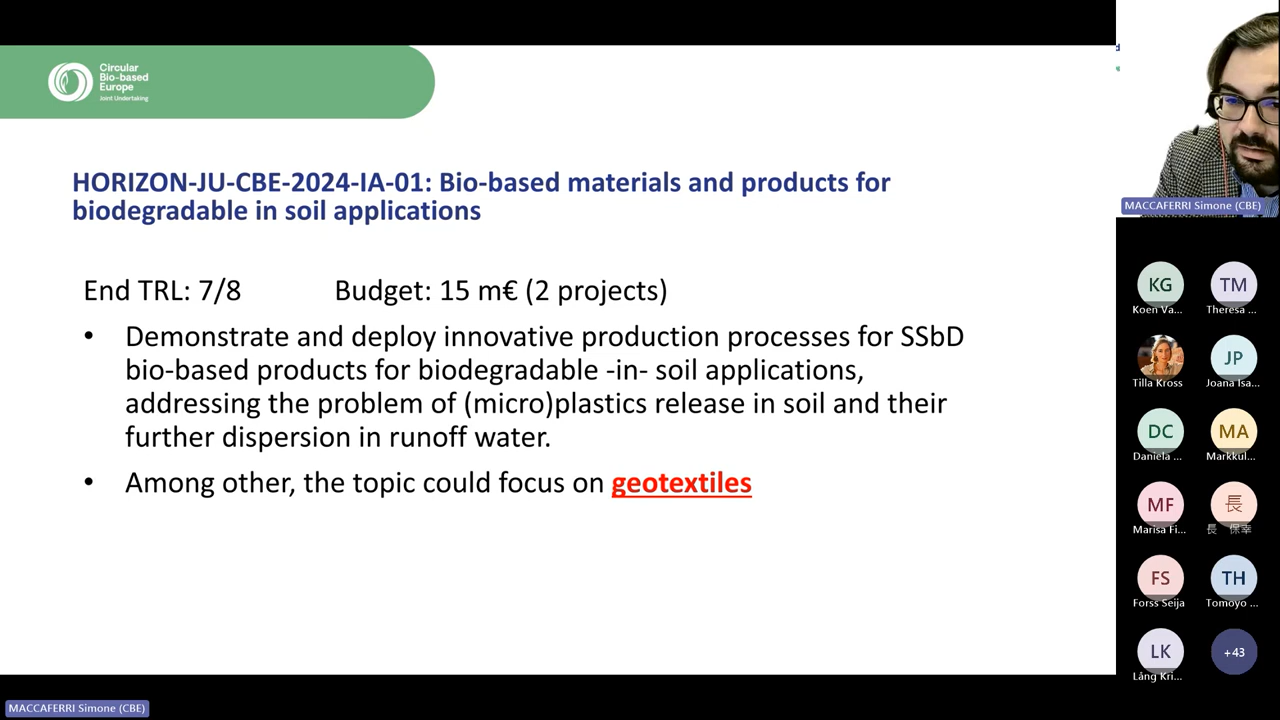 Circular
Bio-based
Europe
Joint Undertaking
HORIZON-JU-CBE-2024-IA-01: Bio-based materials and products for
biodegradable in soil applications
End TRL: 7/8 Budget: 15 m€ (2 projects)
• Demonstrate and deploy innovative production processes for SSbD
bio-based products for biodegradable -in- soil applications,
addressing the problem of (micro)plastics release in soil and their
further dispersion in runoff water.
• Among other, the topic could focus on geotextiles
MACCAFERRI Simone (CBE)
KG TM
Koen Va... Theresa ...
JP
Tilla Kross Joana Isa...
DC MA
Daniela ... Markkul...
MF 長
Marisa Fi... 長 保幸
FS TH
Forss Seija Tomoyo ...
LK +43
Lång Kri...
MACCAFERRI Simone (CBE)